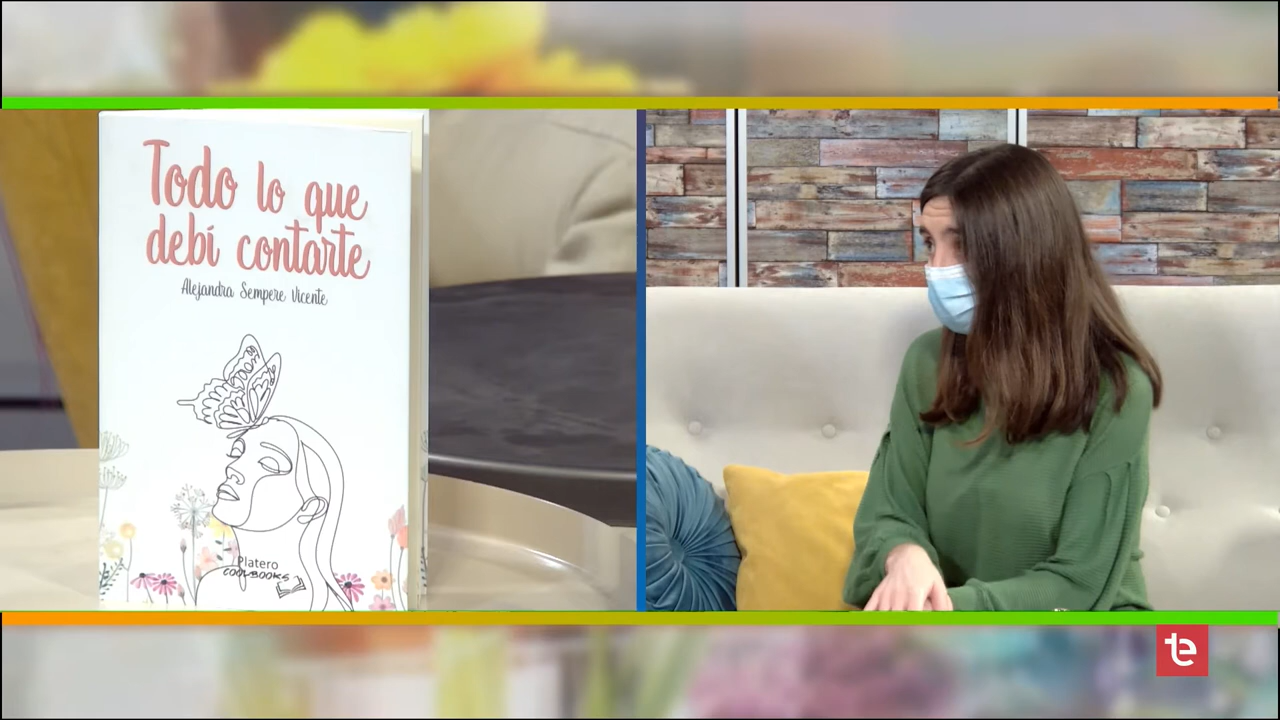 Todo lo que
debí contarte
Alejandra Sempere Vicente
Platero
COOLBOOKS
te